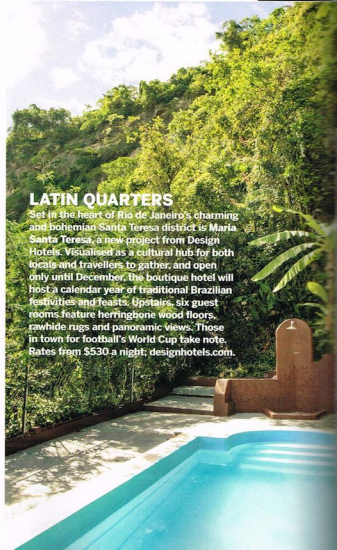 LATIN QUARTERS
Set in the heart of Rio de Janeiro's charming
and bohemian Santa Teresa district is Maria
Santa Teresa, a new project from Design
Hotels. Visualised as a cultural hub for both
locals and travellers to gather, and open
only until December, the boutique hotel will
host a calendar year of traditional Brazilian
festivities and feasts. Upstairs, six guest
rooms feature herringbone wood floors,
rawhide rugs and panoramic views. Those
in town for football's World Cup take note.
Rates from $530 a night; designhotels.com.